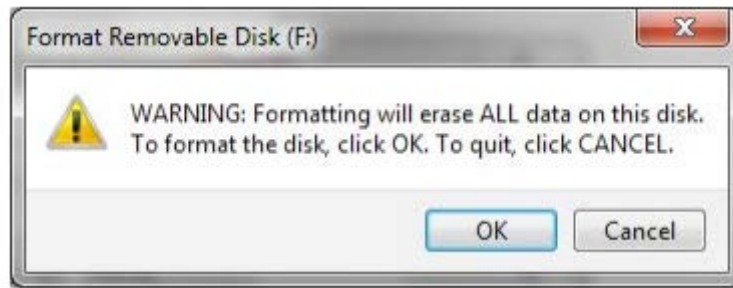 Format Removable Disk (F:)
WARNING: Formatting will erase ALL data on this disk.
To format the disk, click OK. To quit, click CANCEL.
OK
Cancel